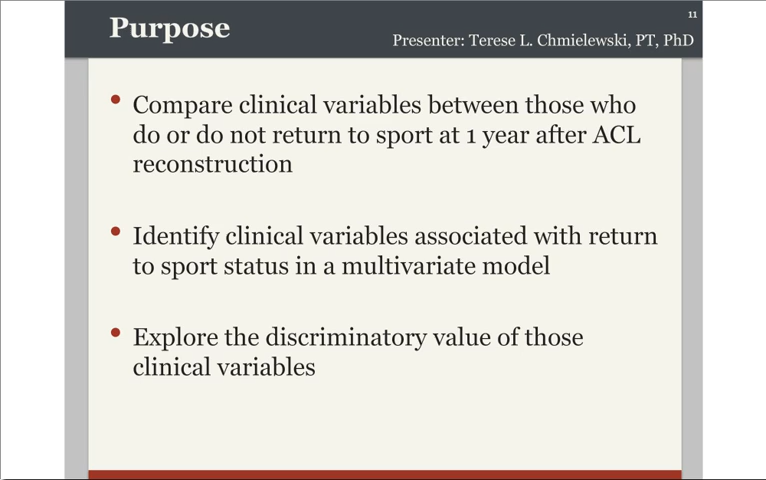 11
Purpose
Presenter: Terese L. Chmielewski, PT, PhD
• Compare clinical variables between those who
do or do not return to sport at 1 year after ACL
reconstruction
• Identify clinical variables associated with return
to sport status in a multivariate model
• Explore the discriminatory value of those
clinical variables